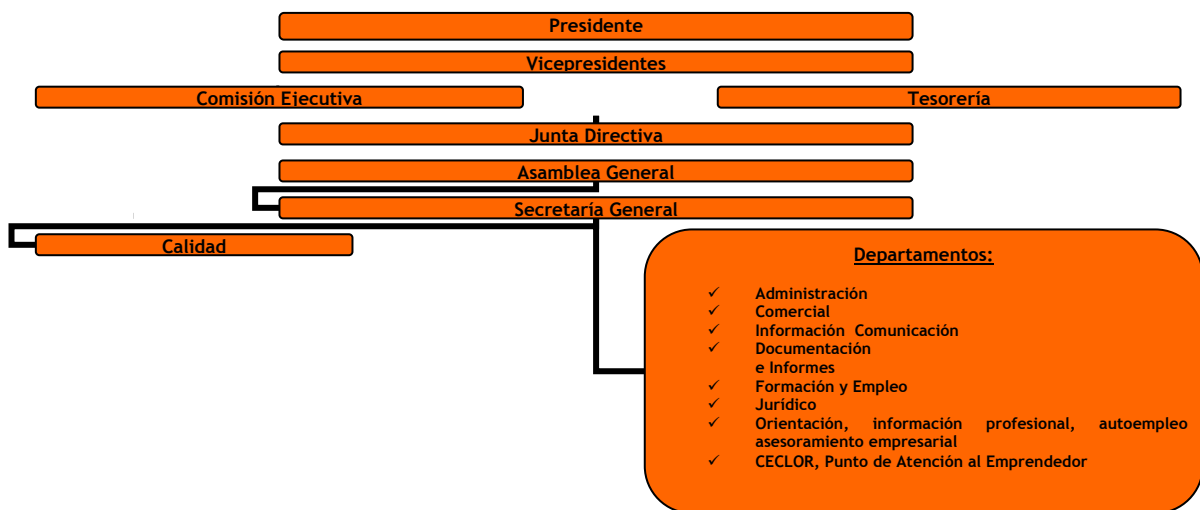 Presidente
Vicepresidentes
Comisión Ejecutiva
Tesorería
Junta Directiva
Asamblea General
Secretaría General
Calidad
Departamentos:
✓ Administración
✓ Comercial
✓ Información Comunicación
✓ Documentación
e Informes
✓ Formación y Empleo
✓ Jurídico
✓ Orientación, información profesional, autoempleo
asesoramiento empresarial
✓ CECLOR, Punto de Atención al Emprendedor